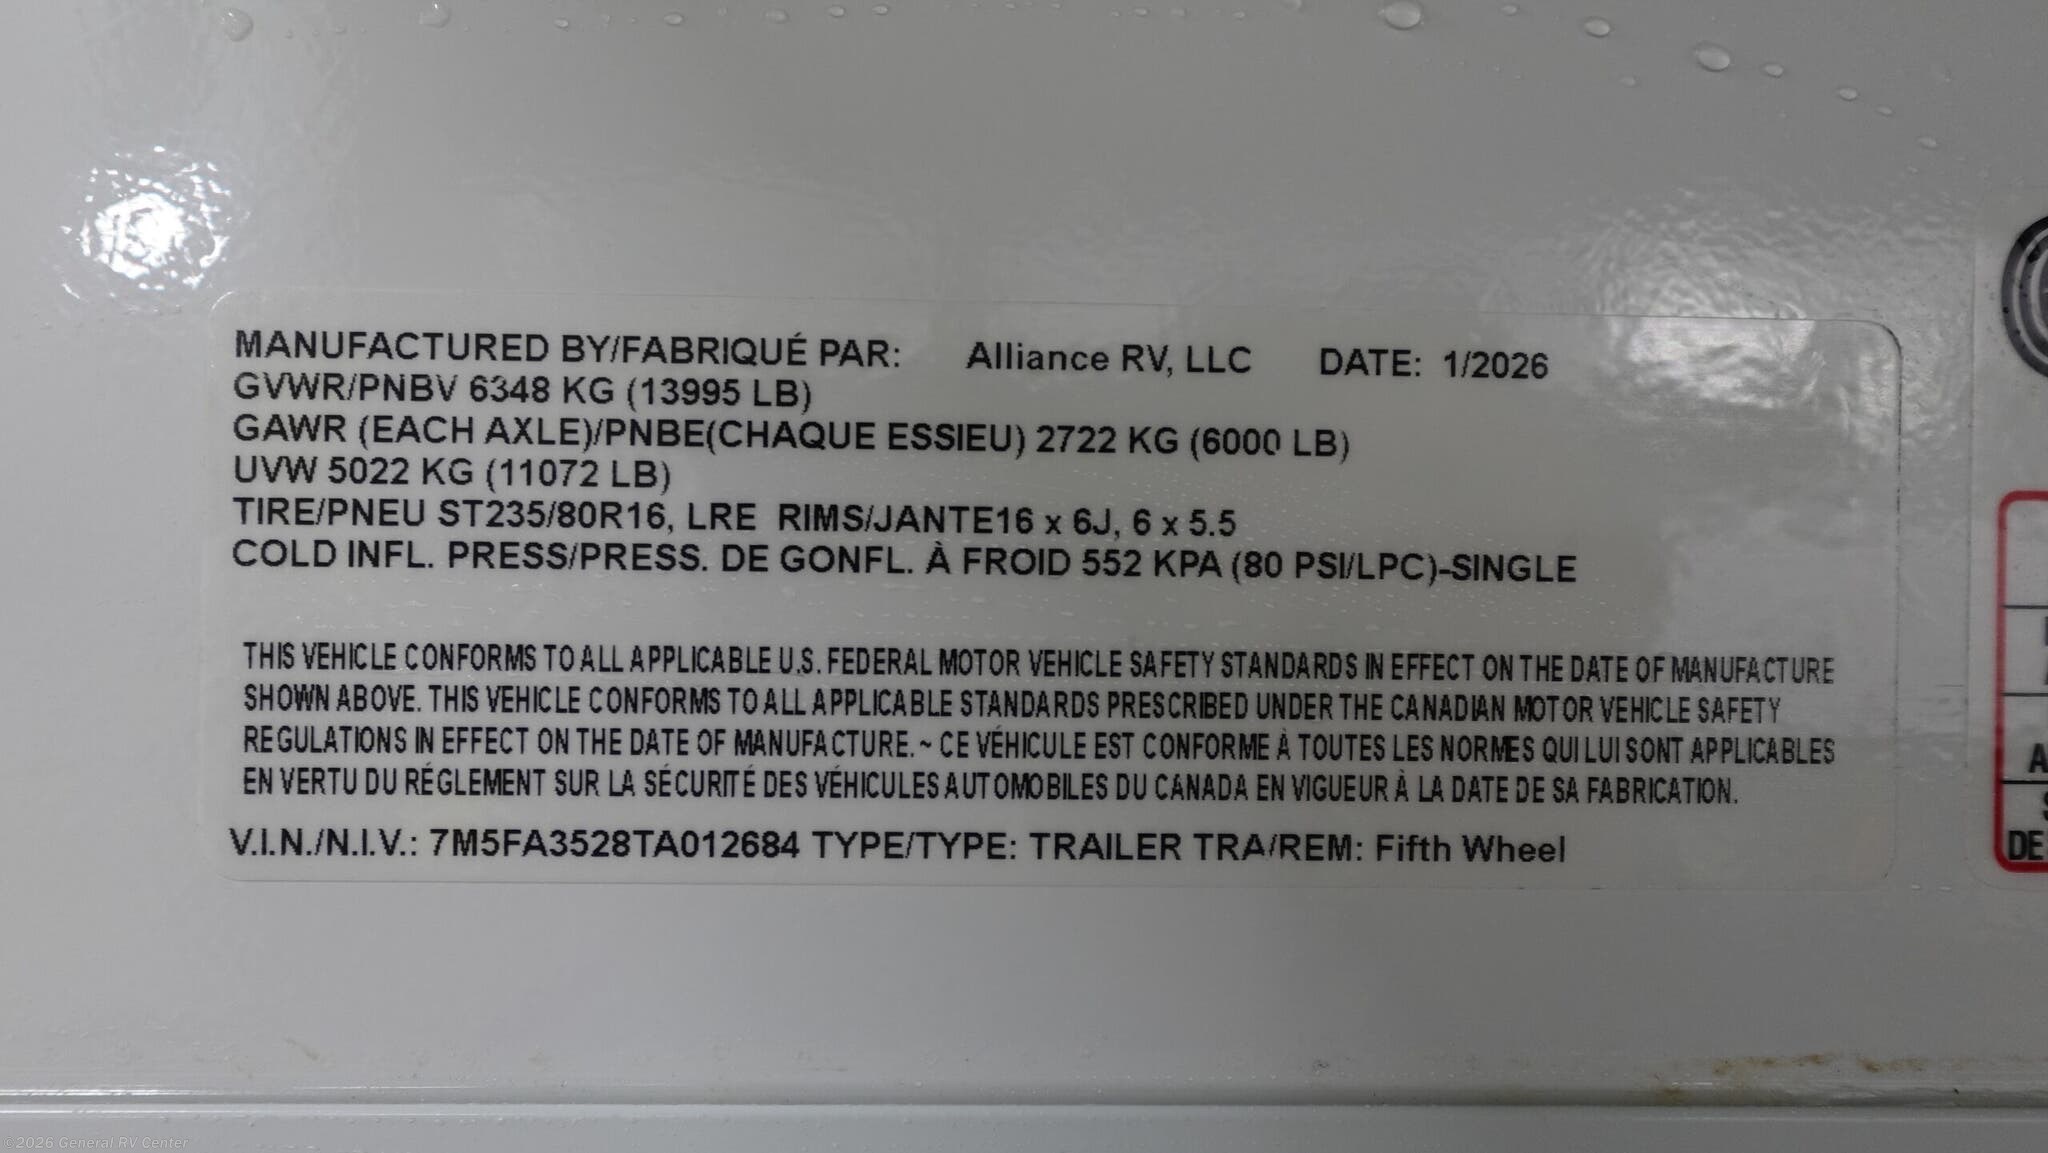 MANUFACTURED BY/FABRIQUÉ PAR: Alliance RV, LLC DATE: 1/2026
GVWR/PNBV 6348 KG (13995 LB)
GAWR (EACH AXLE)/PNBE(CHAQUE ESSIEU) 2722 KG (6000 LB)
UVW 5022 KG (11072 LB)
TIRE/PNEU ST235/80R16, LRE RIMS/JANTE16 x 6J, 6 x 5.5
COLD INFL. PRESS/PRESS. DE GONFL. À FROID 552 KPA (80 PSI/LPC)-SINGLE
THIS VEHICLE CONFORMS TO ALL APPLICABLE U.S. FEDERAL MOTOR VEHICLE SAFETY STANDARDS IN EFFECT ON THE DATE OF MANUFACTURE
SHOWN ABOVE. THIS VEHICLE CONFORMS TO ALL APPLICABLE STANDARDS PRESCRIBED UNDER THE CANADIAN MOTOR VEHICLE SAFETY
REGULATIONS IN EFFECT ON THE DATE OF MANUFACTURE. ~ CE VÉHICULE EST CONFORME À TOUTES LES NORMES QUI LUI SONT APPLICABLES
EN VERTU DU RÉGLEMENT SUR LA SÉCURITÉ DES VÉHICULES AUTOMOBILES DU CANADA EN VIGUEUR À LA DATE DE SA FABRICATION.
V.I.N./N.I.V.: 7M5FA3528TA012684 TYPE/TYPE: TRAILER TRA/REM: Fifth Wheel
DE
©2026 General RV Center